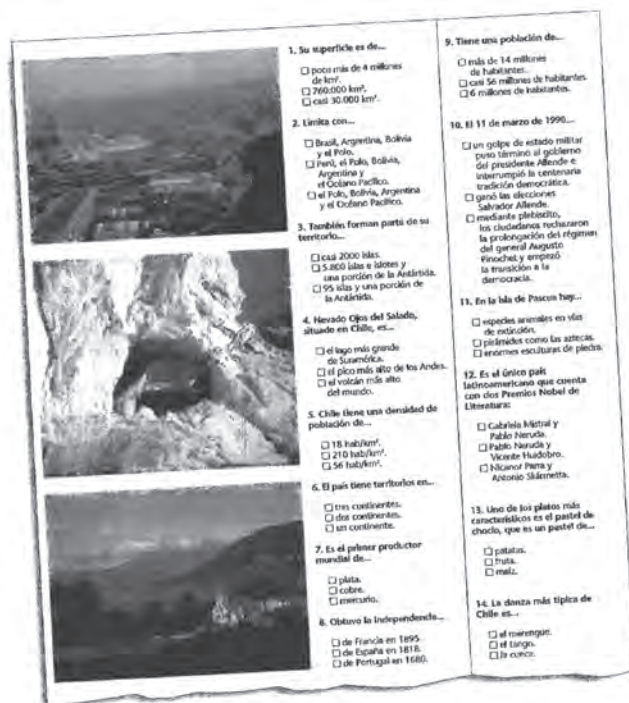 1. Su superficie es de...
☐ poco más de 4 millones
de km².
☐ 760.000 km².
☐ casi 30.000 km².
2. Limita con...
☐ Brasil, Argentina, Bolivia
y el Polo.
☐ Perú, el Polo, Bolivia,
Argentina y
el Océano Pacífico.
☐ el Polo, Bolivia, Argentina
y el Océano Pacífico.
3. También forman parte de su
territorio...
☐ casi 2000 islas.
☐ 5.800 islas e islotes y
una porción de la Antártida.
☐ 95 islas y una porción de
la Antártida.
4. Nevado Ojos del Salado,
situado en Chile, es...
☐ el lago más grande
de Suramérica.
☐ el pico más alto de los Andes.
☐ el volcán más alto
del mundo.
5. Chile tiene una densidad de
población de...
☐ 18 hab/km².
☐ 210 hab/km².
☐ 56 hab/km².
6. El país tiene territorios en...
☐ tres continentes.
☐ dos continentes.
☐ un continente.
7. Es el primer productor
mundial de...
☐ plata.
☐ cobre.
☐ mercurio.
8. Obtuvo la independencia...
☐ de Francia en 1895.
☐ de España en 1818.
☐ de Portugal en 1680.
9. Tiene una población de...
☐ más de 14 millones
de habitantes.
☐ casi 56 millones de habitantes.
☐ 6 millones de habitantes.
10. El 11 de marzo de 1990...
☐ un golpe de estado militar
puso término al gobierno
del presidente Allende e
interrumpió la centenaria
tradición democrática.
☐ ganó las elecciones
Salvador Allende.
☐ mediante plebiscito,
los ciudadanos rechazaron
la prolongación del régimen
del general Augusto
Pinochet y empezó
la transición a la
democracia.
11. En la Isla de Pascua hay...
☐ especies animales en vías
de extinción.
☐ pirámides como las aztecas.
☐ enormes esculturas de piedra.
12. Es el único país
latinoamericano que cuenta
con dos Premios Nobel de
Literatura:
☐ Gabriela Mistral y
Pablo Neruda.
☐ Pablo Neruda y
Vicente Huidobro.
☐ Nicanor Parra y
Antonio Skármetta.
13. Uno de los platos más
característicos es el pastel de
choclo, que es un pastel de...
☐ patatas.
☐ fruta.
☐ maíz.
14. La danza más típica de
Chile es...
☐ el merengue.
☐ el tango.
☐ la cueca.